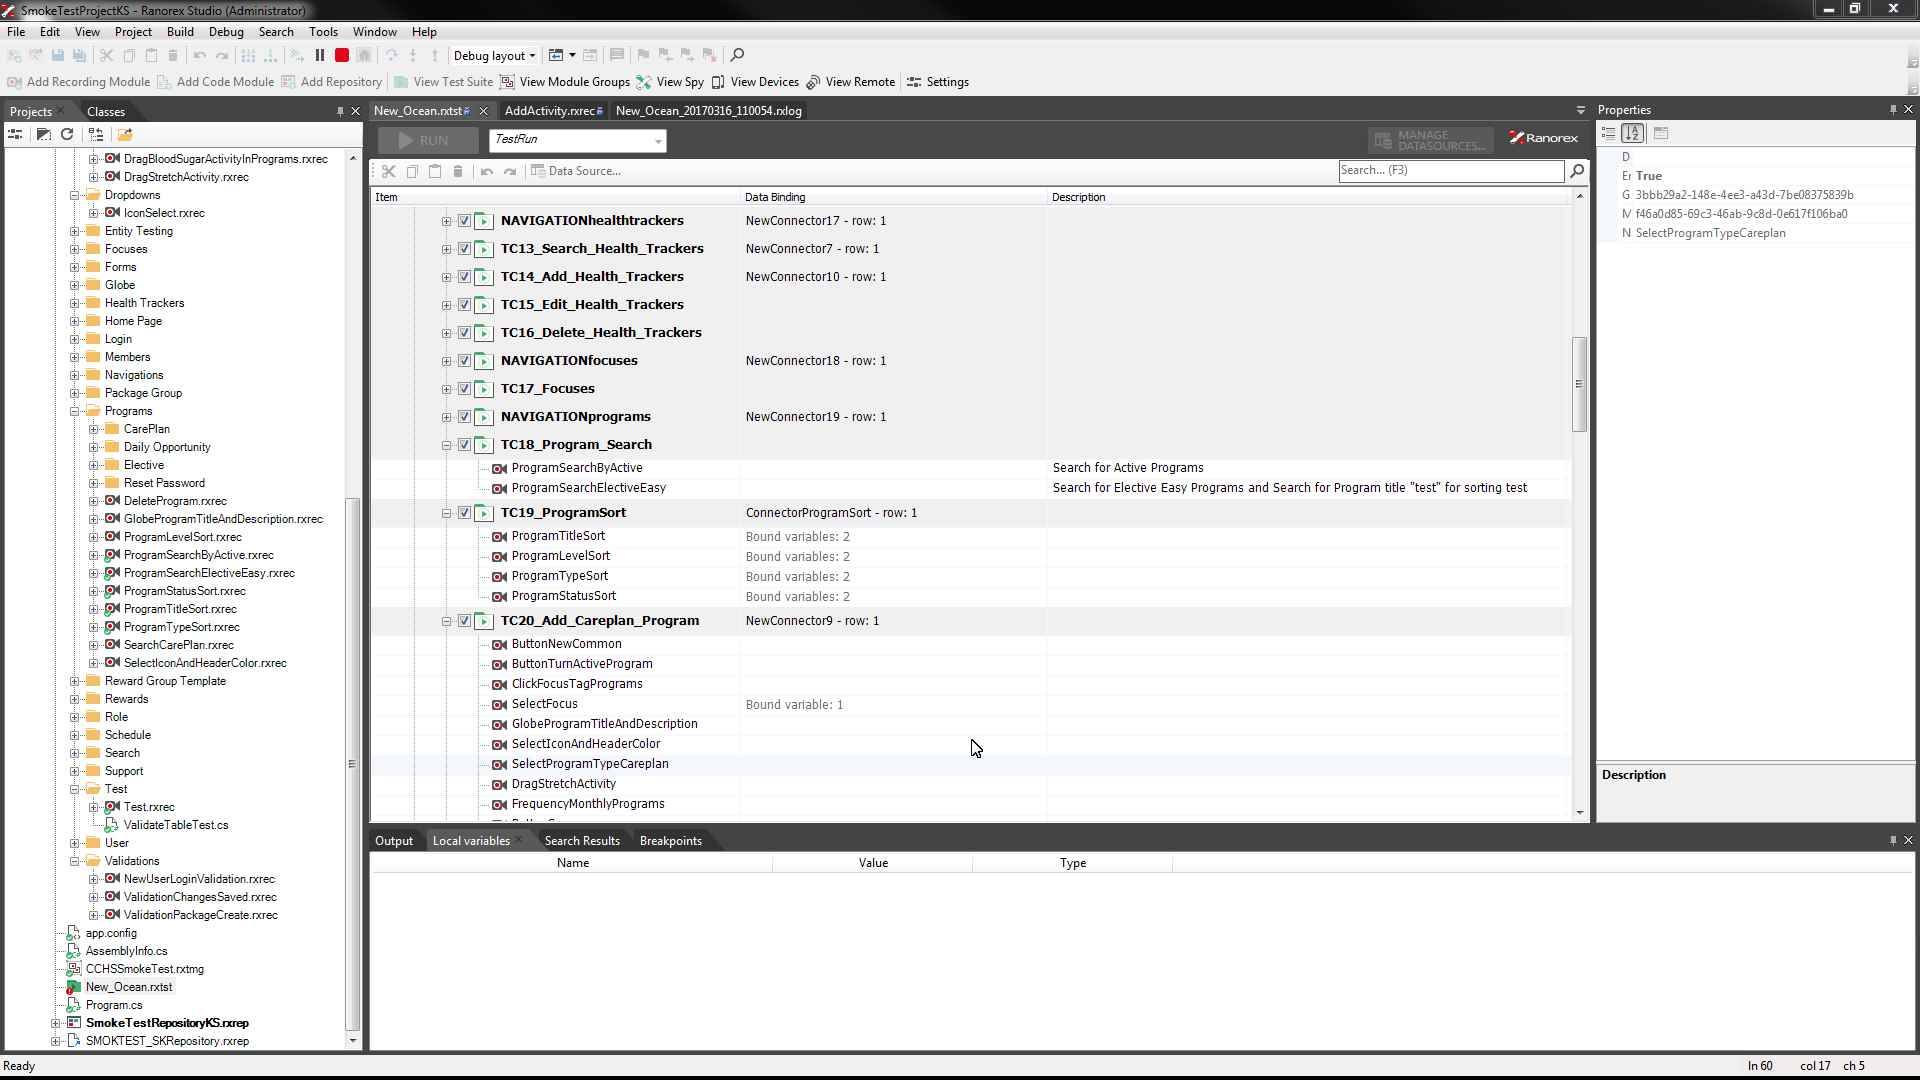 SmokeTestProjectKS - Ranorex Studio (Administrator)
File Edit View Project Build Debug Search Tools Window Help
Debug layout
Add Recording Module Add Code Module Add Repository View Test Suite View Module Groups View Spy View Devices View Remote Settings
Projects Classes
DragBloodSugarActivityInPrograms.rxrec
DragStretchActivity.rxrec
Dropdowns
IconSelect.rxrec
Entity Testing
Focuses
Forms
Globe
Health Trackers
Home Page
Login
Members
Navigations
Package Group
Programs
CarePlan
Daily Opportunity
Elective
Reset Password
DeleteProgram.rxrec
GlobeProgramTitleAndDescription.rxrec
ProgramLevelSort.rxrec
ProgramSearchByActive.rxrec
ProgramSearchElectiveEasy.rxrec
ProgramStatusSort.rxrec
ProgramTitleSort.rxrec
ProgramTypeSort.rxrec
SearchCarePlan.rxrec
SelectIconAndHeaderColor.rxrec
Reward Group Template
Rewards
Role
Schedule
Search
Support
Test
Test.rxrec
ValidateTableTest.cs
User
Validations
NewUserLoginValidation.rxrec
ValidationChangesSaved.rxrec
ValidationPackageCreate.rxrec
app.config
AssemblyInfo.cs
CCHSSmokeTest.rxtmg
New_Ocean.rxtst
Program.cs
SmokeTestRepositoryKS.rxrep
SMOKTEST_SKRepository.rxrep
New_Ocean.rxtst AddActivity.rxrec New_Ocean_20170316_110054.rxlog
RUN TestRun MANAGE DATASOURCES... Ranorex
Data Source... Search... (F3)
Item Data Binding Description
NAVIGATIONhealthtrackers NewConnector17 - row: 1
TC13_Search_Health_Trackers NewConnector7 - row: 1
TC14_Add_Health_Trackers NewConnector10 - row: 1
TC15_Edit_Health_Trackers
TC16_Delete_Health_Trackers
NAVIGATIONfocuses NewConnector18 - row: 1
TC17_Focuses
NAVIGATIONprograms NewConnector19 - row: 1
TC18_Program_Search
ProgramSearchByActive Search for Active Programs
ProgramSearchElectiveEasy Search for Elective Easy Programs and Search for Program title "test" for sorting test
TC19_ProgramSort ConnectorProgramSort - row: 1
ProgramTitleSort Bound variables: 2
ProgramLevelSort Bound variables: 2
ProgramTypeSort Bound variables: 2
ProgramStatusSort Bound variables: 2
TC20_Add_Careplan_Program NewConnector9 - row: 1
ButtonNewCommon
ButtonTurnActiveProgram
ClickFocusTagPrograms
SelectFocus Bound variable: 1
GlobeProgramTitleAndDescription
SelectIconAndHeaderColor
SelectProgramTypeCareplan
DragStretchActivity
FrequencyMonthlyPrograms
Properties
D
Er True
G 3bbb29a2-148e-4ee3-a43d-7be08375839b
M f46a0d85-69c3-46ab-9c8d-0e617f106ba0
N SelectProgramTypeCareplan
Description
Output Local variables Search Results Breakpoints
Name Value Type
Ready ln 60 col 17 ch 5